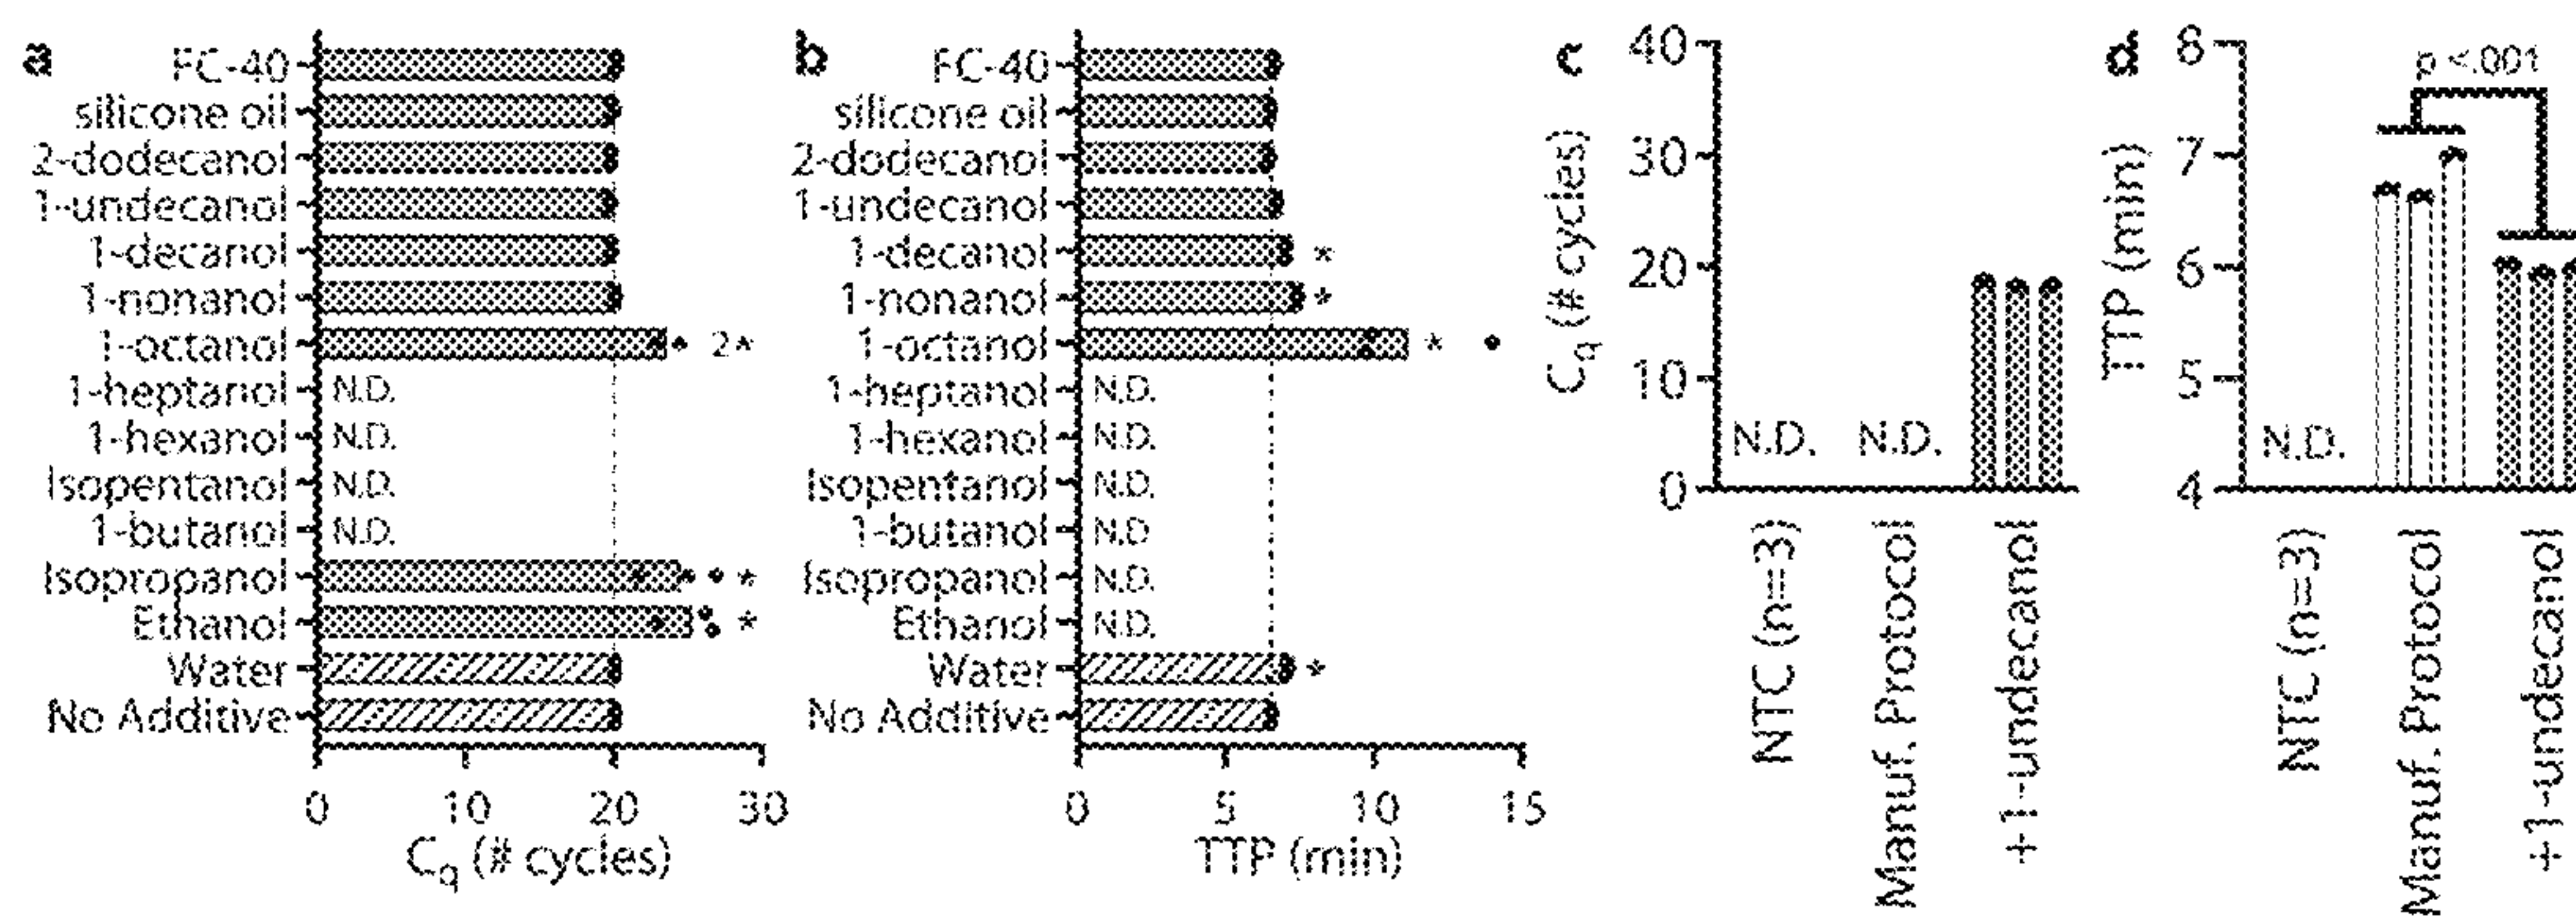 a
FC-40
silicone oil
2-dodecanol
1-undecanol
1-decanol
1-nonanol
1-octanol
2*
1-heptanol
N.D.
1-hexanol
N.D.
Isopentanol
N.D.
1-butanol
N.D.
Isopropanol
*
Ethanol
*
Water
No Additive
0 10 20 30
Cq (# cycles)
b
FC-40
silicone oil
2-dodecanol
1-undecanol
1-decanol
*
1-nonanol
*
1-octanol
*
1-heptanol
N.D.
1-hexanol
N.D.
Isopentanol
N.D.
1-butanol
N.D
Isopropanol
N.D.
Ethanol
N.D.
Water
*
No Additive
0 5 10 15
TTP (min)
c
Cq (# cycles)
40
30
20
10
0
N.D. N.D.
NTC (n=3)
Manuf. Protocol
+1-undecanol
d
TTP (min)
8
7
6
5
4
p <.001
N.D.
NTC (n=3)
Manuf. Protocol
+1-undecanol